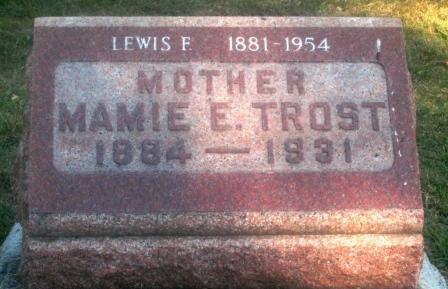 LEWIS F. 1881-1954
MOTHER
MAMIE E. TROST
1884 — 1931